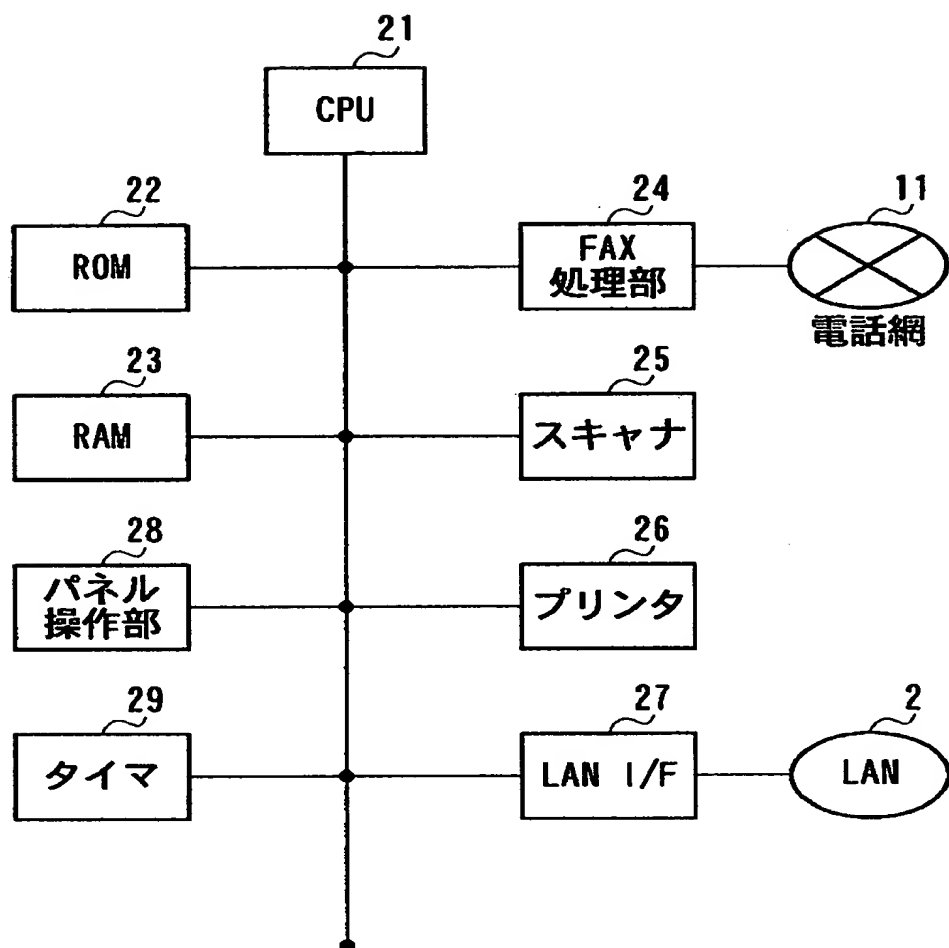 21
CPU
22
ROM
24
FAX
処理部
11
電話網
23
RAM
25
スキャナ
28
パネル
操作部
26
プリンタ
29
タイマ
27
LAN I/F
2
LAN